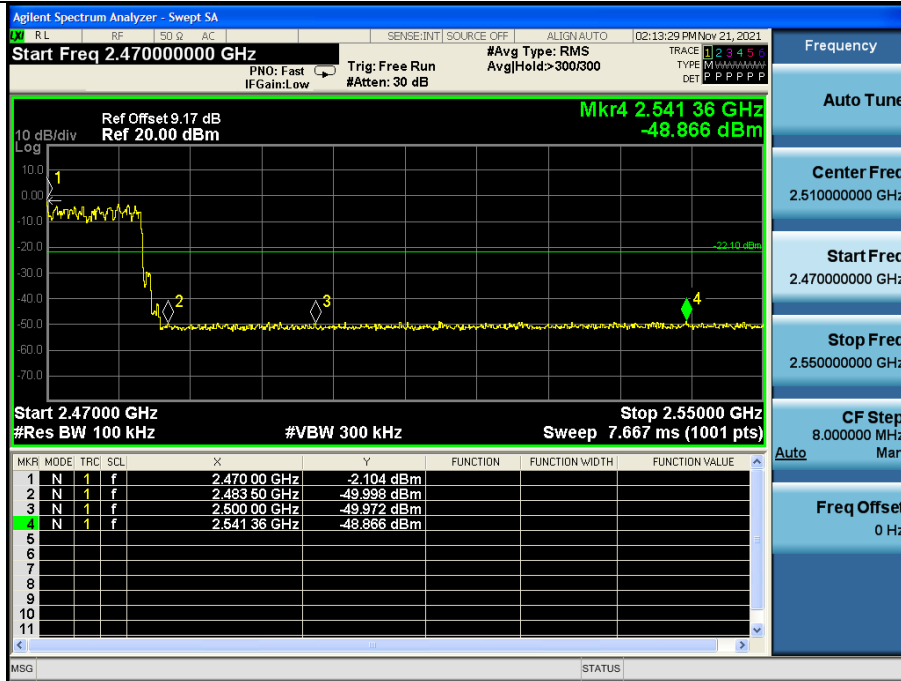 Agilent Spectrum Analyzer - Swept SA
LXI RL RF 50 Ω AC SENSE:INT SOURCE OFF ALIGN AUTO 02:13:29 PM Nov 21, 2021
Start Freq 2.470000000 GHz
PNO: Fast
IFGain:Low
Trig: Free Run
#Atten: 30 dB
#Avg Type: RMS
Avg|Hold:>300/300
TRACE 1 2 3 4 5 6
TYPE M
DET P P P P P P
Ref Offset 9.17 dB
10 dB/div Ref 20.00 dBm
Log
Mkr4 2.541 36 GHz
-48.866 dBm
10.0
0.00
-10.0
-20.0
-30.0
-40.0
-50.0
-60.0
-70.0
1
2
3
4
-22.10 dBm
Start 2.47000 GHz Stop 2.55000 GHz
#Res BW 100 kHz #VBW 300 kHz Sweep 7.667 ms (1001 pts)
MKR MODE TRC SCL X Y FUNCTION FUNCTION WIDTH FUNCTION VALUE
1 N 1 f 2.470 00 GHz -2.104 dBm
2 N 1 f 2.483 50 GHz -49.998 dBm
3 N 1 f 2.500 00 GHz -49.972 dBm
4 N 1 f 2.541 36 GHz -48.866 dBm
5
6
7
8
9
10
11
MSG STATUS
Frequency
Auto Tune
Center Freq
2.510000000 GHz
Start Freq
2.470000000 GHz
Stop Freq
2.550000000 GHz
CF Step
8.000000 MHz
Auto Man
Freq Offset
0 Hz